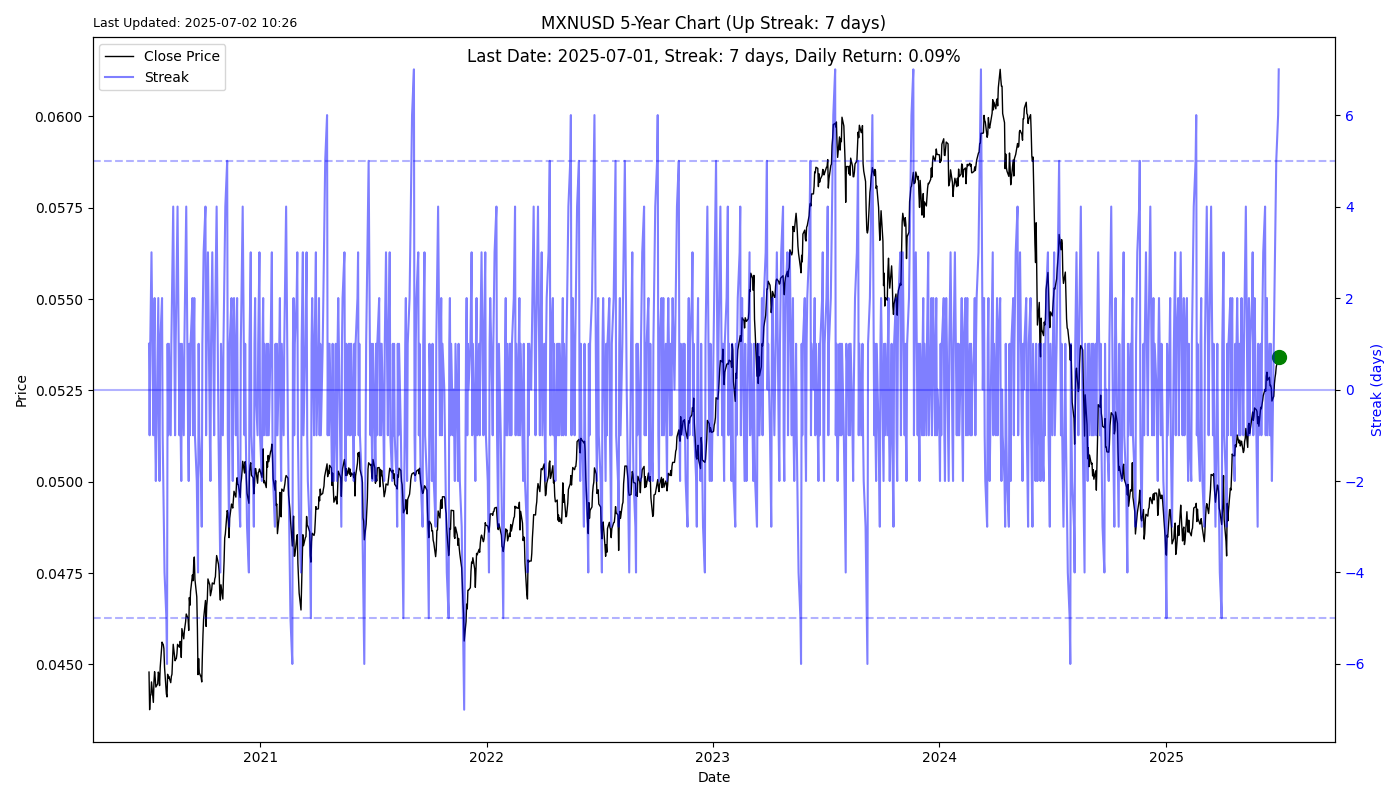 Last Updated: 2025-07-02 10:26
MXNUSD 5-Year Chart (Up Streak: 7 days)
Last Date: 2025-07-01, Streak: 7 days, Daily Return: 0.09%
Close Price
Streak
0.0600
0.0575
0.0550
0.0525
0.0500
0.0475
0.0450
Price
6
4
2
0
−2
−4
−6
Streak (days)
2021
2022
2023
2024
2025
Date